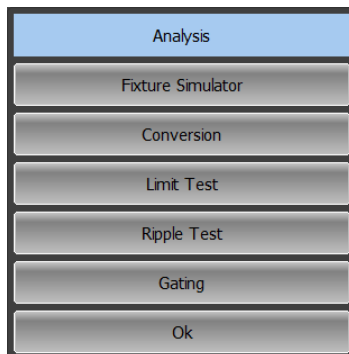 Analysis
Fixture Simulator
Conversion
Limit Test
Ripple Test
Gating
Ok